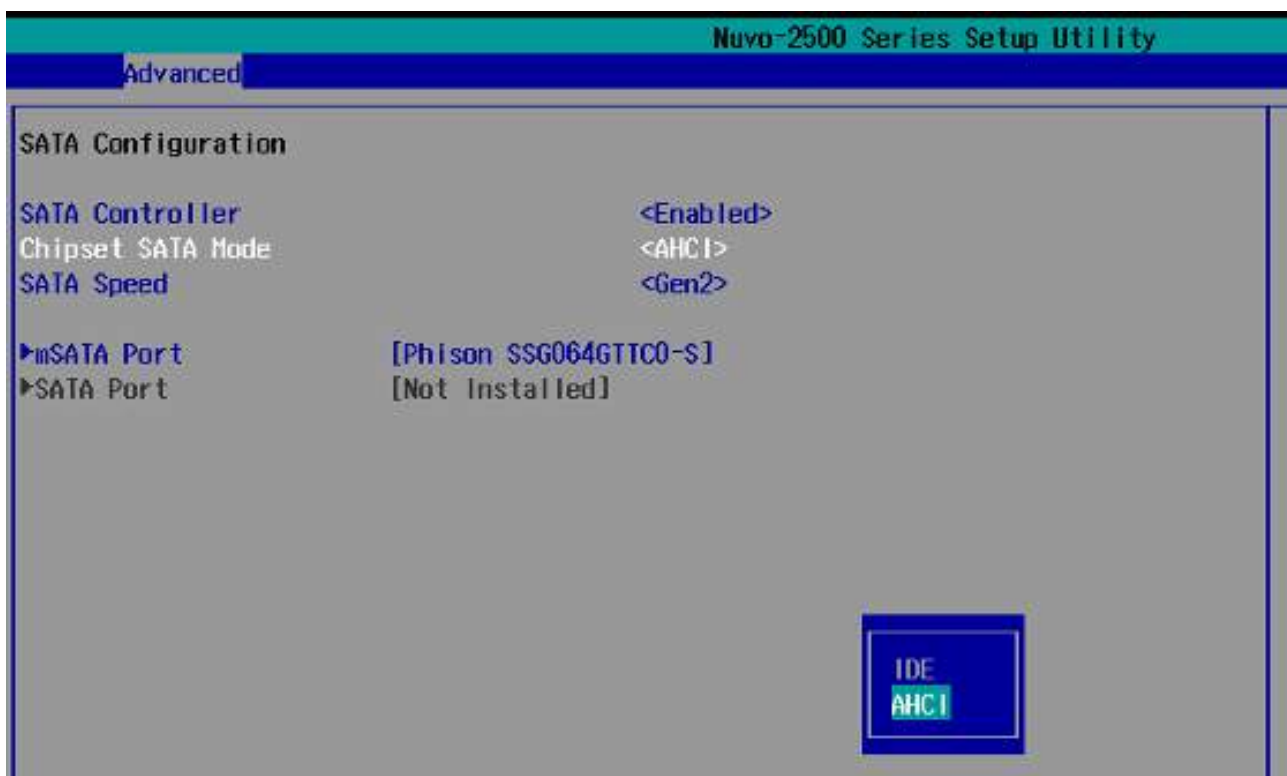 Nuvo-2500 Series Setup Utility
Advanced
SATA Configuration
SATA Controller <Enabled>
Chipset SATA Mode <AHCI>
SATA Speed <Gen2>
▶mSATA Port [Phison SSG064GTTC0-S]
▶SATA Port [Not Installed]
IDE
AHCI